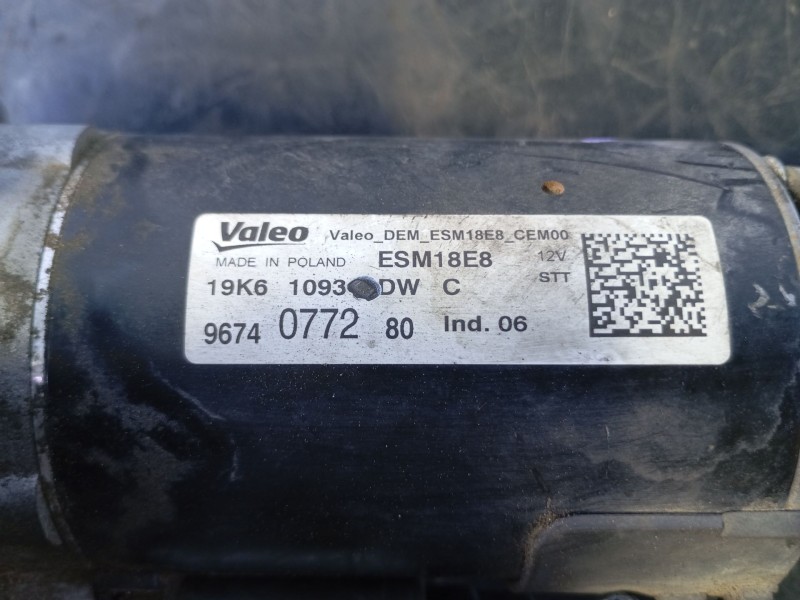 Valeo Valeo_DEM_ESM18E8_CEM00
MADE IN POLAND ESM18E8 12V
STT
19K6 1093 DW C
9674 0772 80 Ind. 06